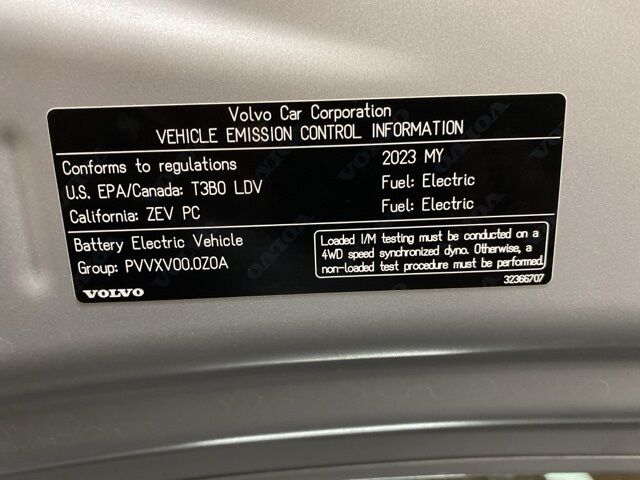 Volvo Car Corporation
VEHICLE EMISSION CONTROL INFORMATION
Conforms to regulations 2023 MY
U.S. EPA/Canada: T3B0 LDV Fuel: Electric
California: ZEV PC Fuel: Electric
Battery Electric Vehicle
Group: PVVXV00.0Z0A
Loaded I/M testing must be conducted on a
4WD speed synchronized dyno. Otherwise, a
non-loaded test procedure must be performed.
VOLVO
32366707